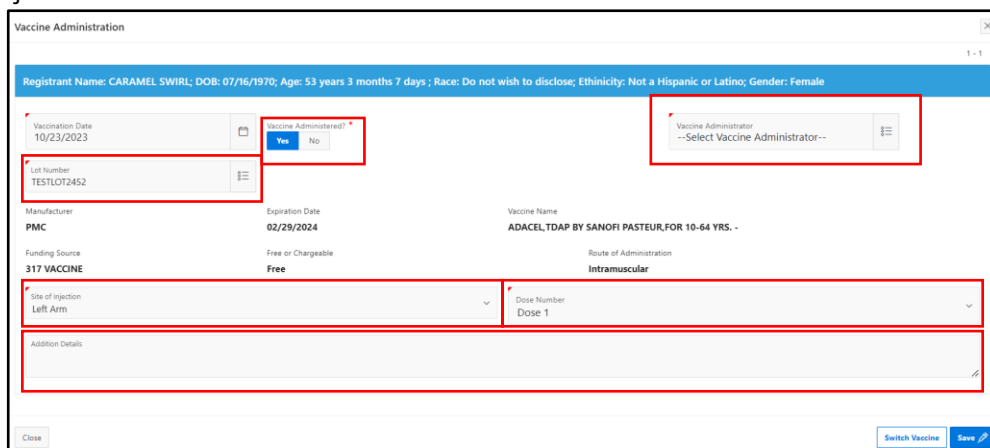 Vaccine Administration
1 - 1
Registrant Name: CARAMEL SWIRL; DOB: 07/16/1970; Age: 53 years 3 months 7 days ; Race: Do not wish to disclose; Ethinicity: Not a Hispanic or Latino; Gender: Female
Vaccination Date
10/23/2023
Vaccine Administered? *
Yes No
Vaccine Administrator
--Select Vaccine Administrator--
Lot Number
TESTLOT2452
Manufacturer Expiration Date Vaccine Name
PMC 02/29/2024 ADACEL,TDAP BY SANOFI PASTEUR,FOR 10-64 YRS. -
Funding Source Free or Chargeable Route of Administration
317 VACCINE Free Intramuscular
Site of Injection
Left Arm
Dose Number
Dose 1
Addition Details
Close Switch Vaccine Save